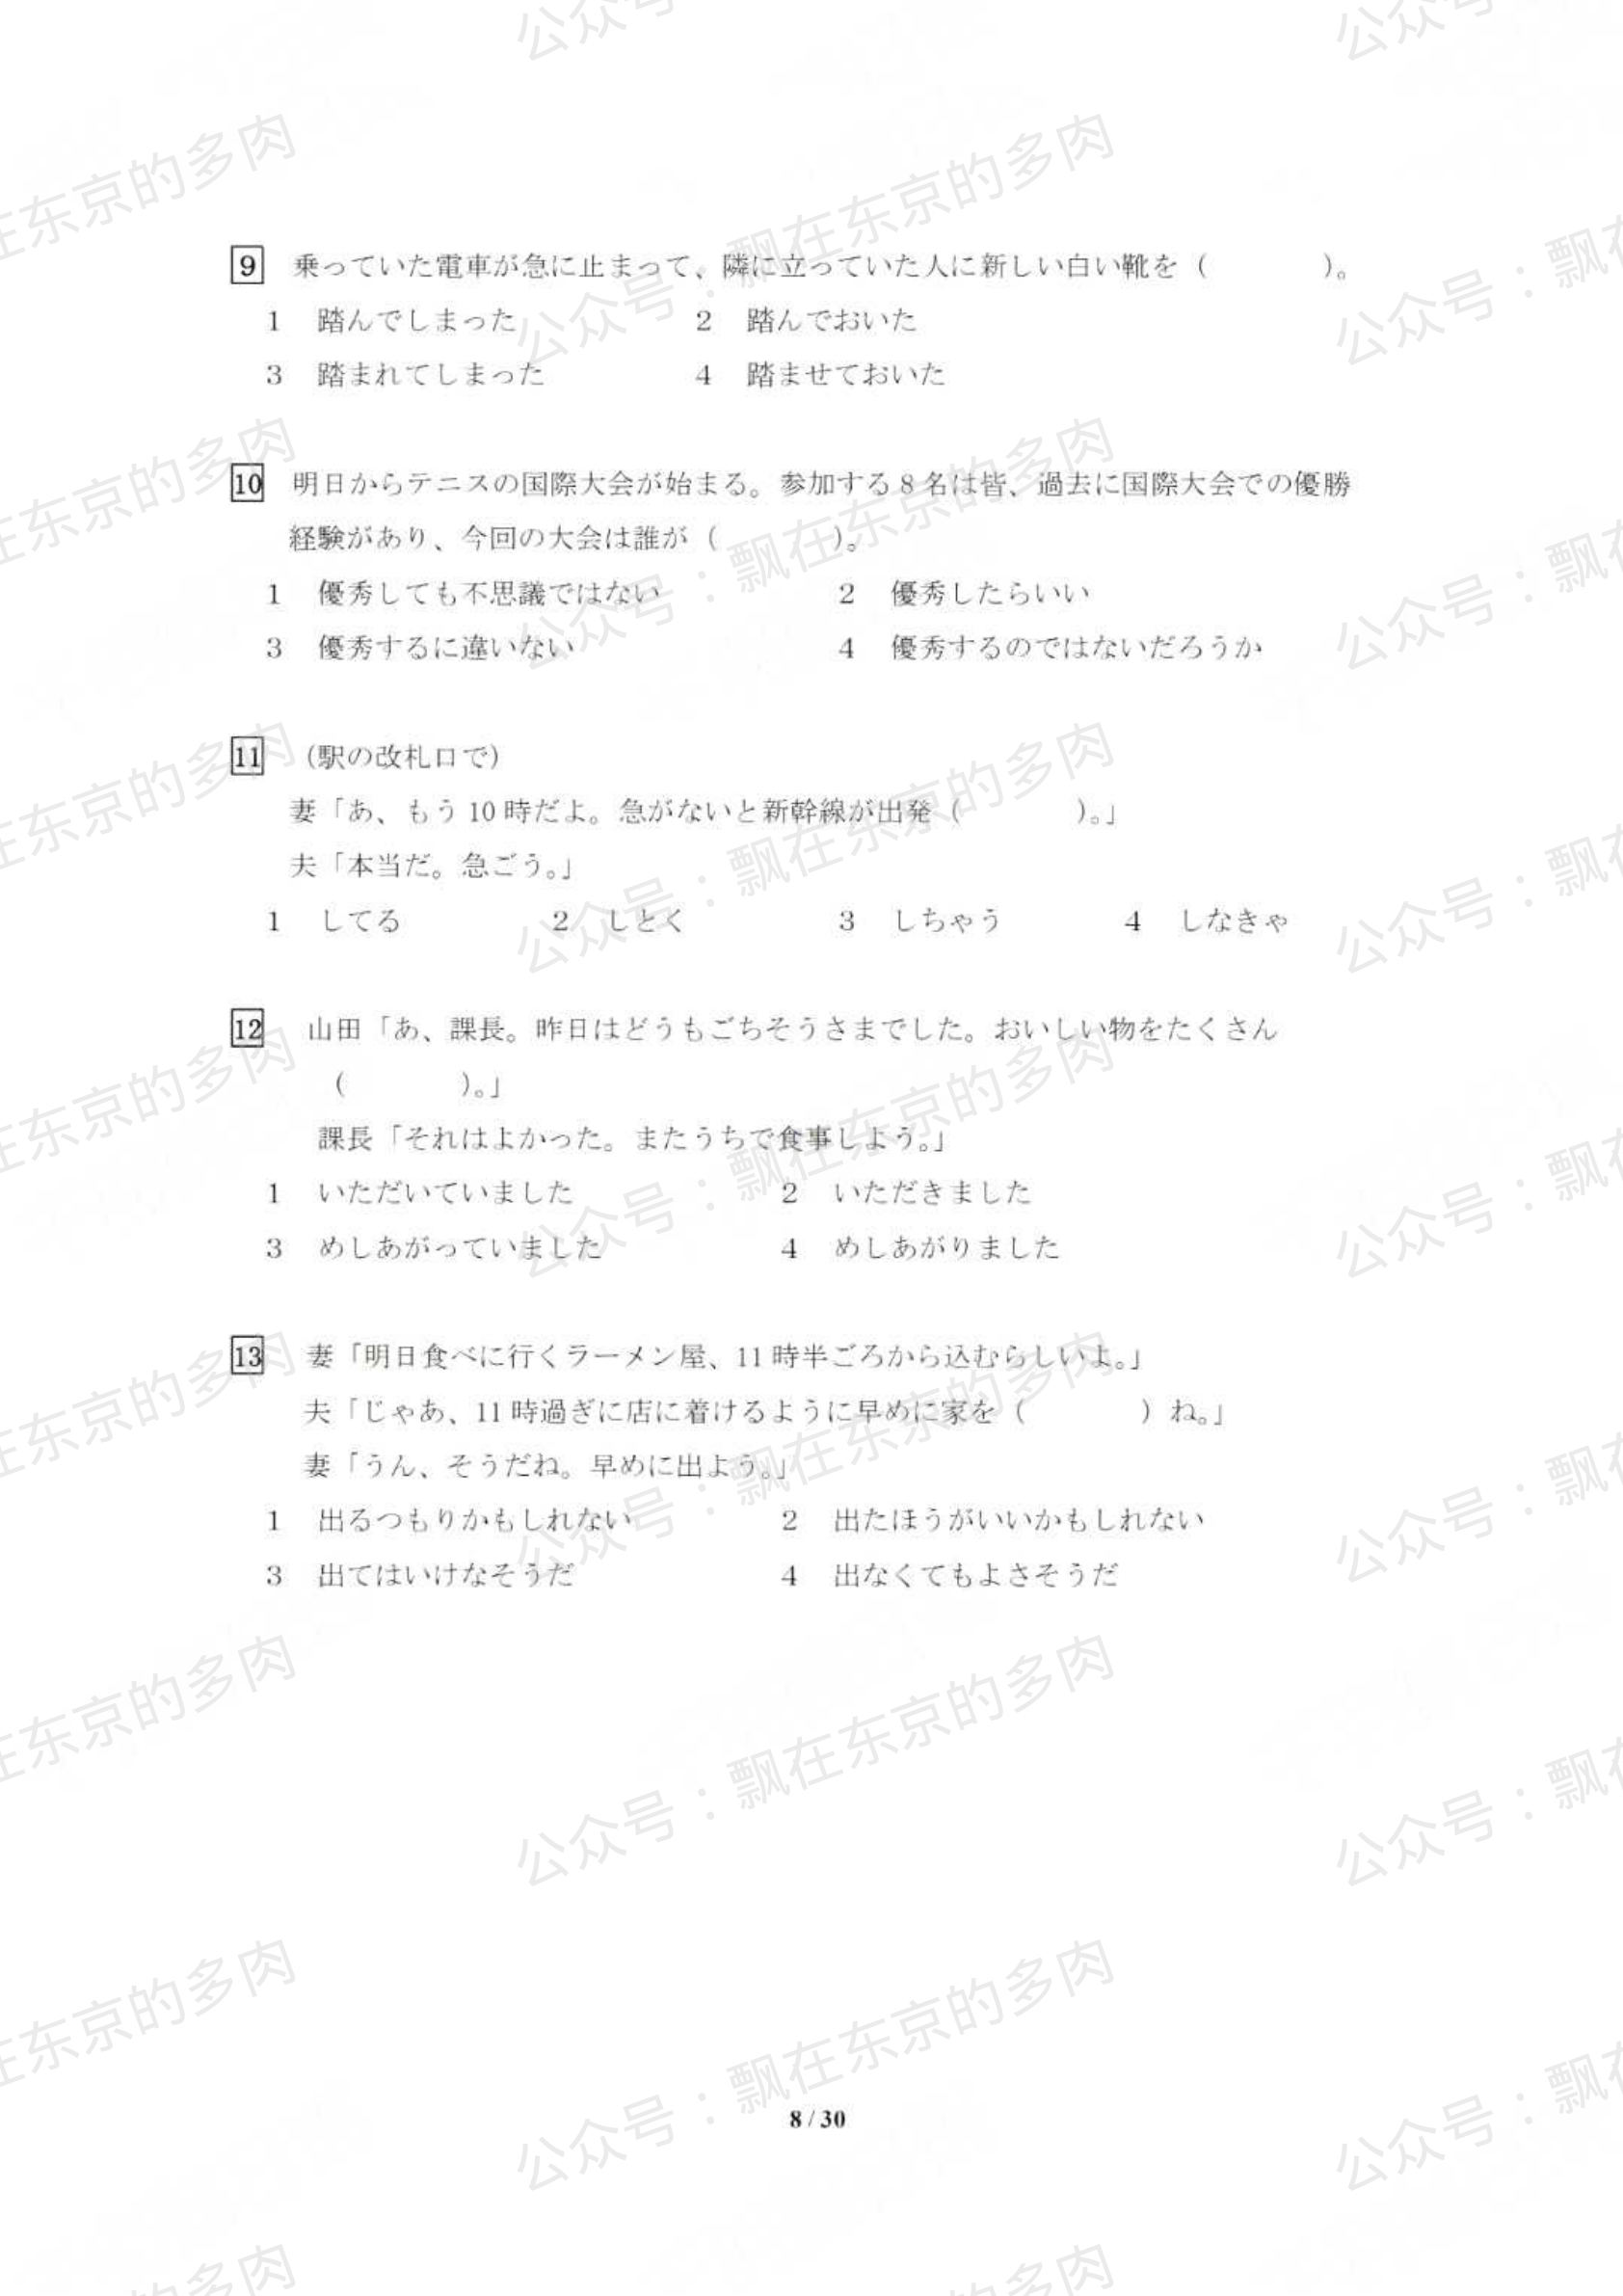 9 乗っていた電車が急に止まって、隣に立っていた人に新しい白い靴を（　　　）。
1 踏んでしまった 2 踏んでおいた
3 踏まれてしまった 4 踏ませておいた
10 明日からテニスの国際大会が始まる。参加する8名は皆、過去に国際大会での優勝
経験があり、今回の大会は誰が（　　　）。
1 優秀しても不思議ではない 2 優秀したらいい
3 優秀するに違いない 4 優秀するのではないだろうか
11 （駅の改札口で）
妻「あ、もう10時だよ。急がないと新幹線が出発（　　　）。」
夫「本当だ。急ごう。」
1 してる 2 しとく 3 しちゃう 4 しなきゃ
12 山田「あ、課長。昨日はどうもごちそうさまでした。おいしい物をたくさん
（　　　）。」
課長「それはよかった。またうちで食事しよう。」
1 いただいていました 2 いただきました
3 めしあがっていました 4 めしあがりました
13 妻「明日食べに行くラーメン屋、11時半ごろから込むらしいよ。」
夫「じゃあ、11時過ぎに店に着けるように早めに家を（　　　）ね。」
妻「うん、そうだね。早めに出よう。」
1 出るつもりかもしれない 2 出たほうがいいかもしれない
3 出てはいけなそうだ 4 出なくてもよさそうだ
8 / 30
公众号：飘在东京的多肉